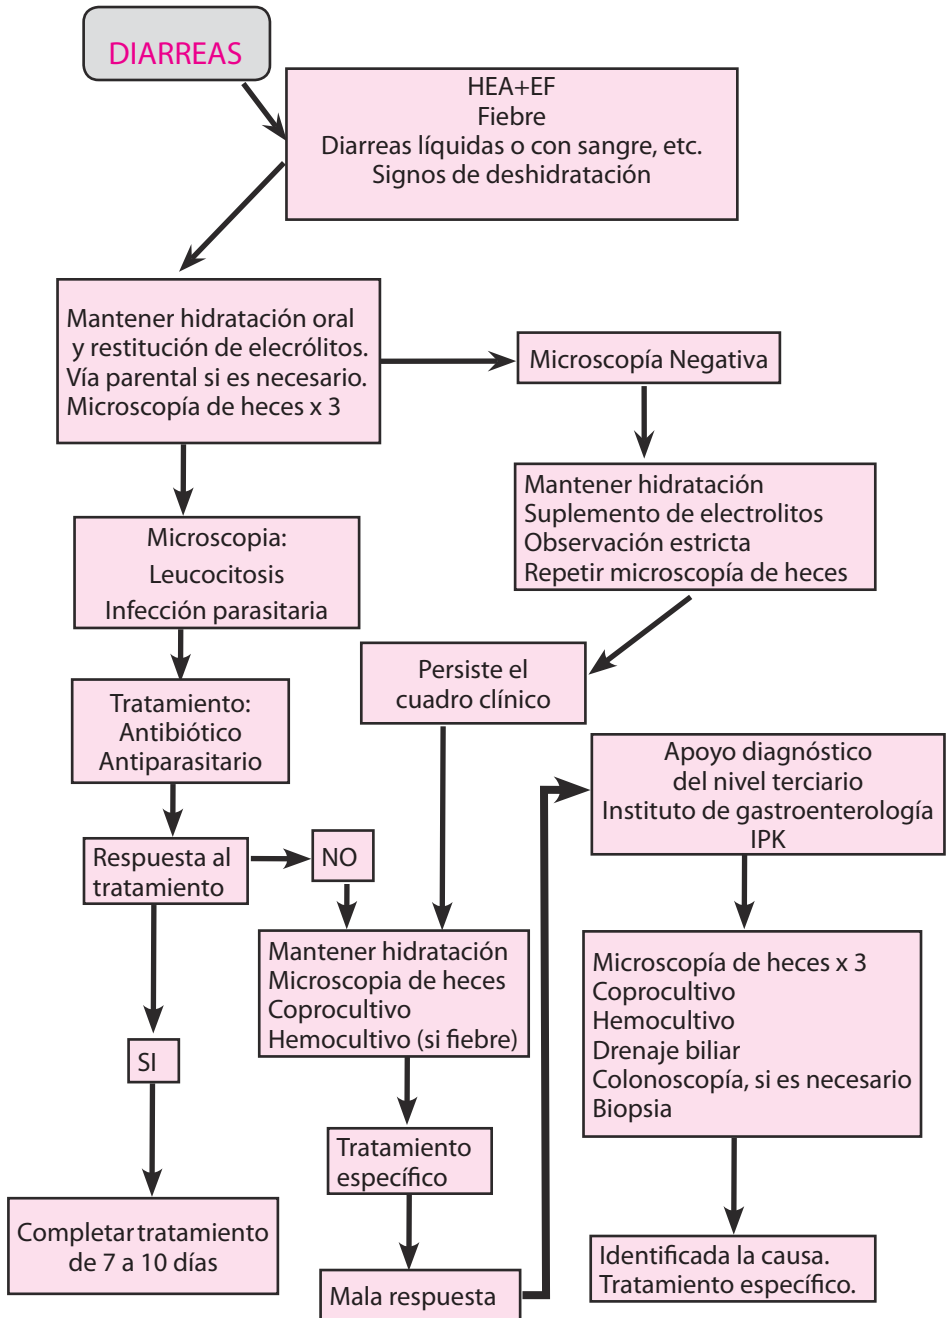 DIARREAS
HEA+EF
Fiebre
Diarreas líquidas o con sangre, etc.
Signos de deshidratación
Mantener hidratación oral
y restitución de elecrólitos.
Vía parental si es necesario.
Microscopía de heces x 3
Microscopía Negativa
Mantener hidratación
Suplemento de electrolitos
Observación estricta
Repetir microscopía de heces
Microscopia:
Leucocitosis
Infección parasitaria
Persiste el
cuadro clínico
Tratamiento:
Antibiótico
Antiparasitario
Apoyo diagnóstico
del nivel terciario
Instituto de gastroenterología
IPK
Respuesta al
tratamiento
NO
Mantener hidratación
Microscopia de heces
Coprocultivo
Hemocultivo (si fiebre)
Microscopía de heces x 3
Coprocultivo
Hemocultivo
Drenaje biliar
Colonoscopía, si es necesario
Biopsia
SI
Tratamiento
específico
Completar tratamiento
de 7 a 10 días
Mala respuesta
Identificada la causa.
Tratamiento específico.